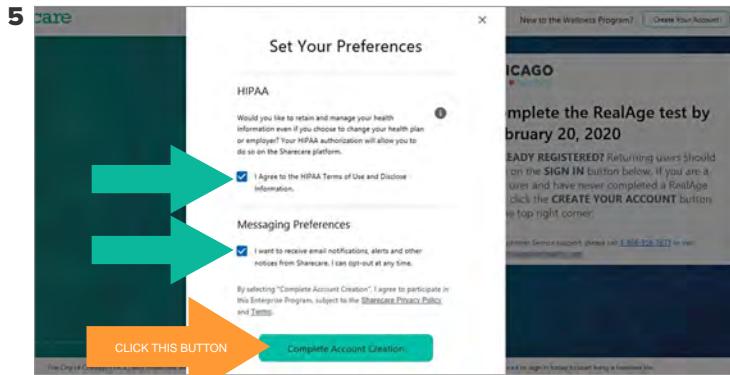 5
care
×
New to the Wellness Program?
Create Your Account
Set Your Preferences
ICAGO
HIPAA
Would you like to retain and manage your health
information even if you choose to change your health plan
or employer? Your HIPAA authorization will allow you to
do so on the Sharecare platform.
I Agree to the HIPAA Terms of Use and Disclose
Information.
mplete the RealAge test by
bruary 20, 2020
EADY REGISTERED? Returning users should
on the SIGN IN button below. If you are a
user and have never completed a RealAge
click the CREATE YOUR ACCOUNT button
top right corner.
Messaging Preferences
I want to receive email notifications, alerts and other
notices from Sharecare. I can opt-out at any time.
By selecting "Complete Account Creation", I agree to participate in
this Enterprise Program, subject to the Sharecare Privacy Policy
and Terms.
CLICK THIS BUTTON
Complete Account Creation